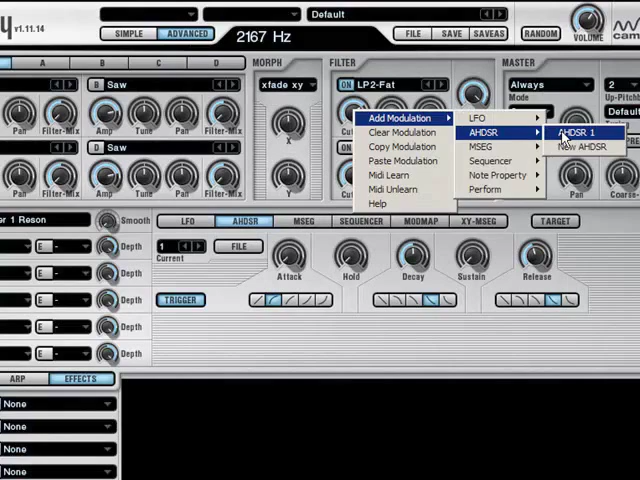 y v1.11.14
SIMPLE ADVANCED 2167 Hz
Default
FILE SAVE SAVEAS RANDOM VOLUME cam
A B C D MORPH FILTER MASTER
B Saw xfade xy ON LP2-Fat Always 2
Mode Up-Pitchb
Pan Filter-Mix Amp Pan Filter-Mix X Cu
D Saw ON
Pan Filter-Mix Amp Pan Filter-Mix Y Pan
Add Modulation
Clear Modulation
Copy Modulation
Paste Modulation
Midi Learn
Midi Unlearn
Help
LFO
AHDSR
MSEG
Sequencer
Note Property
Perform
AHDSR 1
New AHDSR
Default
er 1 Reson Smooth LFO AHDSR MSEG SEQUENCER MODMAP XY-MSEG TARGET
E - Depth 1 FILE
Current Attack Hold Decay Sustain Release
E - Depth
E - Depth TRIGGER
E - Depth
E - Depth
ARP EFFECTS
None
None
None
None